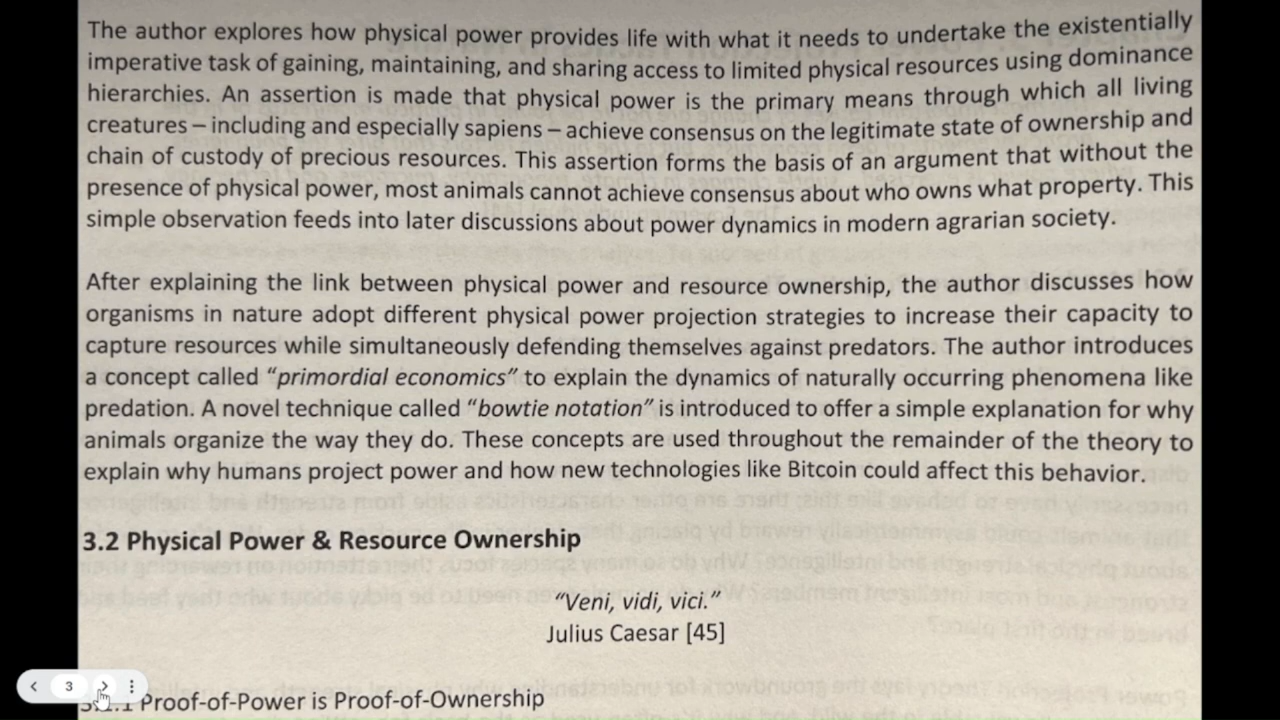 The author explores how physical power provides life with what it needs to undertake the existentially
imperative task of gaining, maintaining, and sharing access to limited physical resources using dominance
hierarchies. An assertion is made that physical power is the primary means through which all living
creatures – including and especially sapiens – achieve consensus on the legitimate state of ownership and
chain of custody of precious resources. This assertion forms the basis of an argument that without the
presence of physical power, most animals cannot achieve consensus about who owns what property. This
simple observation feeds into later discussions about power dynamics in modern agrarian society.
After explaining the link between physical power and resource ownership, the author discusses how
organisms in nature adopt different physical power projection strategies to increase their capacity to
capture resources while simultaneously defending themselves against predators. The author introduces
a concept called “primordial economics” to explain the dynamics of naturally occurring phenomena like
predation. A novel technique called “bowtie notation” is introduced to offer a simple explanation for why
animals organize the way they do. These concepts are used throughout the remainder of the theory to
explain why humans project power and how new technologies like Bitcoin could affect this behavior.
3.2 Physical Power & Resource Ownership
“Veni, vidi, vici.”
Julius Caesar [45]
3
Proof-of-Power is Proof-of-Ownership